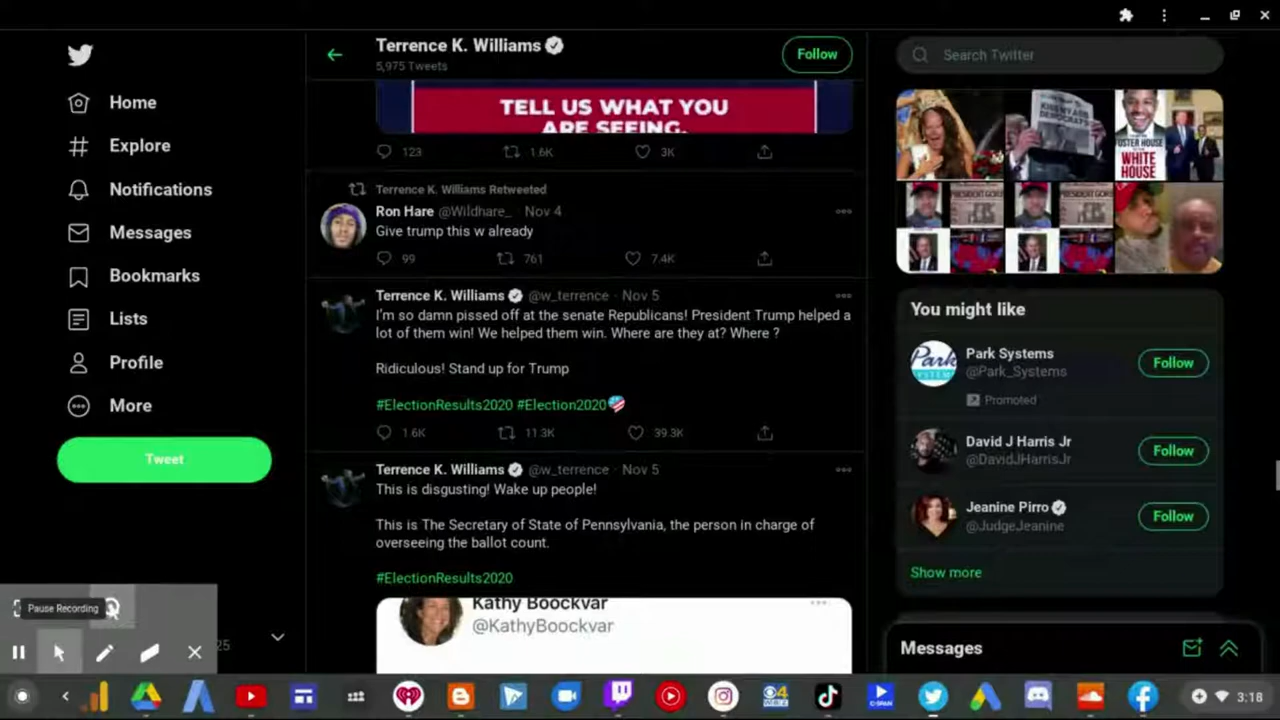 Terrence K. Williams
5,975 Tweets
Follow
Search Twitter
Home
Explore
Notifications
Messages
Bookmarks
Lists
Profile
More
Tweet
TELL US WHAT YOU
ARE SEEING.
123 1.6K 3K
Terrence K. Williams Retweeted
Ron Hare @Wildhare_ · Nov 4
Give trump this w already
99 761 7.4K
Terrence K. Williams @w_terrence · Nov 5
I'm so damn pissed off at the senate Republicans! President Trump helped a
lot of them win! We helped them win. Where are they at? Where ?
Ridiculous! Stand up for Trump
#ElectionResults2020 #Election2020
1.6K 11.3K 39.3K
Terrence K. Williams @w_terrence · Nov 5
This is disgusting! Wake up people!
This is The Secretary of State of Pennsylvania, the person in charge of
overseeing the ballot count.
#ElectionResults2020
Kathy Boockvar
@KathyBoockvar
FOSTER HOUSE
WHITE
HOUSE
You might like
Park Systems
@Park_Systems
Promoted
Follow
David J Harris Jr
@DavidJHarrisJr
Follow
Jeanine Pirro
@JudgeJeanine
Follow
Show more
Messages
Pause Recording
25
3:18